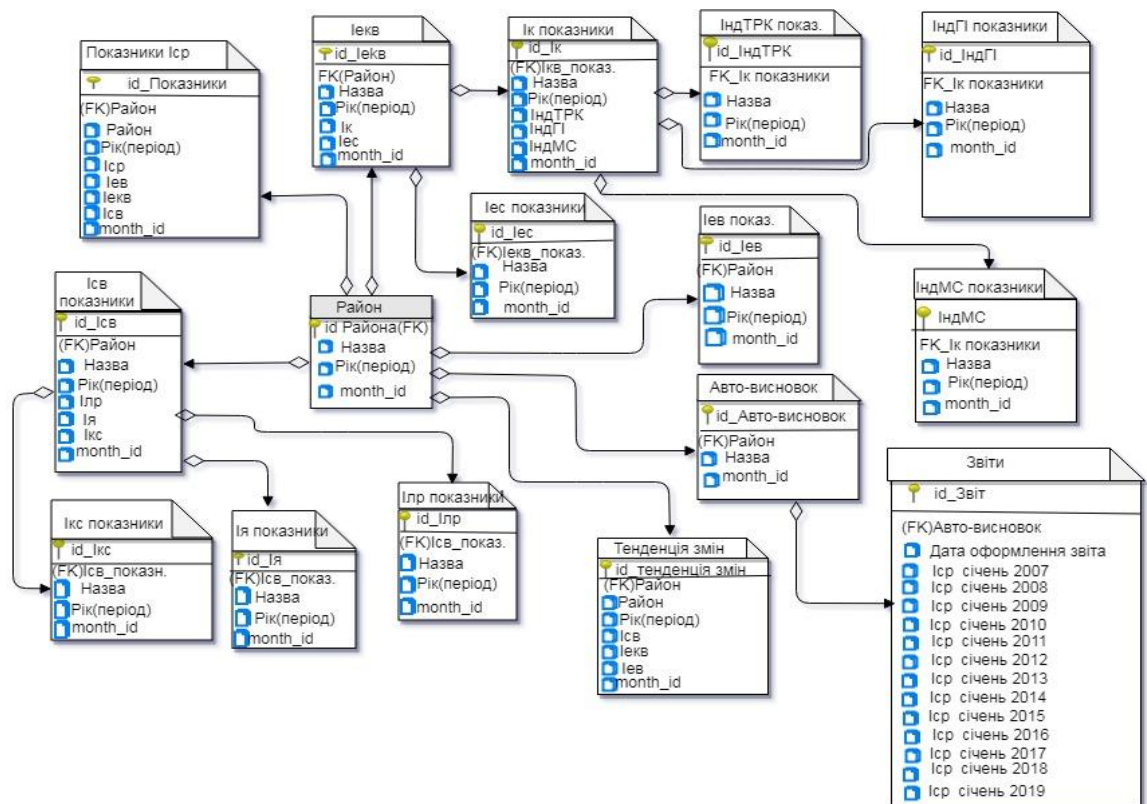 Показники Іср
id_Показники
(FK)Район
Район
Рік(період)
Іср
Іев
Іекв
Ісв
month_id
Іекв
id_Іекв
FK(Район)
Назва
Рік(період)
Ік
Іес
month_id
Ік показники
id_Ік
(FK)Ікв_показ.
Назва
Рік(період)
ІндТРК
ІндГІ
ІндМС
month_id
ІндТРК показ.
id_ІндТРК
FK_Ік показники
Назва
Рік(період)
month_id
ІндГІ показники
id_ІндГІ
FK_Ік показники
Назва
Рік(період)
month_id
Іес показники
id_Іес
(FK)Іекв_показ.
Назва
Рік(період)
month_id
Іев показ.
id_Іев
(FK)Район
Назва
Рік(період)
month_id
ІндМС показники
ІндМС
FK_Ік показники
Назва
Рік(період)
month_id
Ісв
показники
id_Ісв
(FK)Район
Назва
Рік(період)
Ілр
Ія
Ікс
month_id
Район
id Района(FK)
Назва
Рік(період)
month_id
Авто-висновок
id_Авто-висновок
(FK)Район
Назва
month_id
Звіти
id_Звіт
(FK)Авто-висновок
Дата оформлення звіта
Іср січень 2007
Іср січень 2008
Іср січень 2009
Іср січень 2010
Іср січень 2011
Іср січень 2012
Іср січень 2013
Іср січень 2014
Іср січень 2015
Іср січень 2016
Іср січень 2017
Іср січень 2018
Іср січень 2019
Ікс показники
id_Ікс
(FK)Ісв_показн.
Назва
Рік(період)
month_id
Ія показники
id_Ія
(FK)Ісв_показ.
Назва
Рік(період)
month_id
Ілр показники
id_Ілр
(FK)Ісв_показ.
Назва
Рік(період)
month_id
Тенденція змін
id_тенденція змін
(FK)Район
Район
Рік(період)
Ісв
Іекв
Іев
month_id